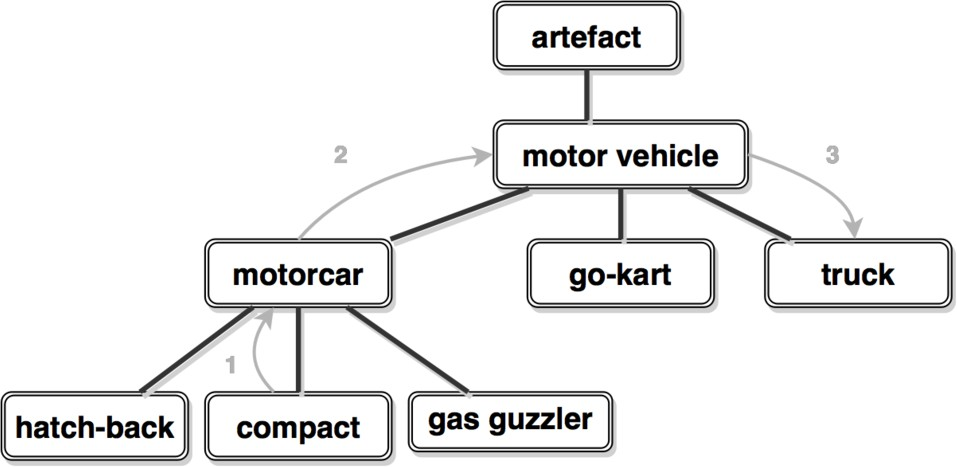 artefact
2
motor vehicle
3
motorcar
go-kart
truck
1
hatch-back
compact
gas guzzler